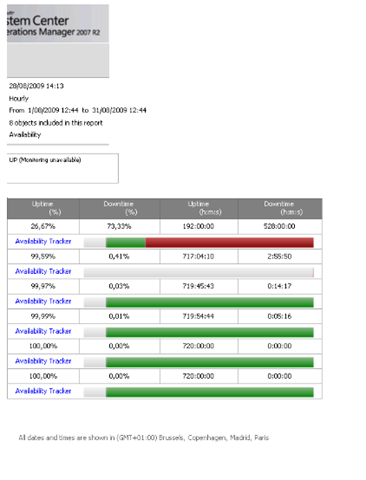 stem Center
erations Manager 2007 R2
28/08/2009 14:13
Hourly
From 1/08/2009 12:44 to 31/08/2009 12:44
8 objects included in this report
Availability
UP (Monitoring unavailable)
Uptime (%) Downtime (%) Uptime (h:m:s) Downtime (h:m:s)
26,67% 73,33% 192:00:00 528:00:00
Availability Tracker
99,59% 0,41% 717:04:10 2:55:50
Availability Tracker
99,97% 0,03% 719:45:43 0:14:17
Availability Tracker
99,99% 0,01% 719:54:44 0:05:16
Availability Tracker
100,00% 0,00% 720:00:00 0:00:00
Availability Tracker
100,00% 0,00% 720:00:00 0:00:00
Availability Tracker
All dates and times are shown in (GMT+01:00) Brussels, Copenhagen, Madrid, Paris